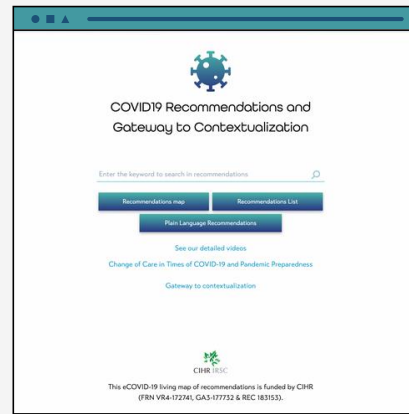 COVID19 Recommendations and
Gateway to Contextualization
Enter the keyword to search in recommendations
Recommendations map
Recommendations List
Plain Language Recommendations
See our detailed videos
Change of Care in Times of COVID-19 and Pandemic Preparedness
Gateway to contextualization
CIHR IRSC
This eCOVID-19 living map of recommendations is funded by CIHR
(FRN VR4-172741, GA3-177732 & REC 183153).